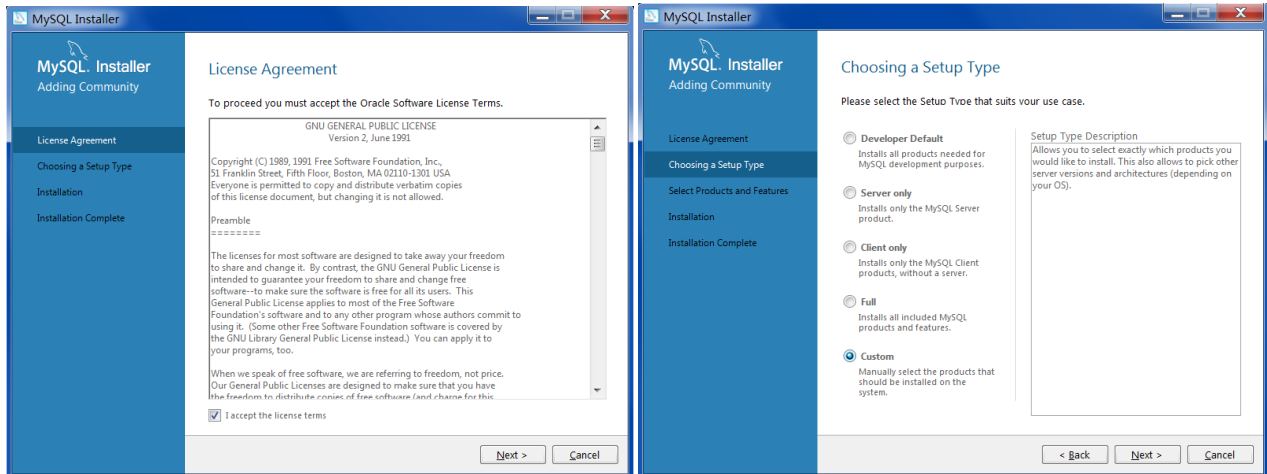 MySQL Installer
MySQL. Installer
Adding Community
License Agreement
Choosing a Setup Type
Installation
Installation Complete
License Agreement
To proceed you must accept the Oracle Software License Terms.
GNU GENERAL PUBLIC LICENSE
Version 2, June 1991
Copyright (C) 1989, 1991 Free Software Foundation, Inc.,
51 Franklin Street, Fifth Floor, Boston, MA 02110-1301 USA
Everyone is permitted to copy and distribute verbatim copies
of this license document, but changing it is not allowed.
Preamble
========
The licenses for most software are designed to take away your freedom
to share and change it.  By contrast, the GNU General Public License is
intended to guarantee your freedom to share and change free
software--to make sure the software is free for all its users.  This
General Public License applies to most of the Free Software
Foundation's software and to any other program whose authors commit to
using it.  (Some other Free Software Foundation software is covered by
the GNU Library General Public License instead.)  You can apply it to
your programs, too.
When we speak of free software, we are referring to freedom, not price.
Our General Public Licenses are designed to make sure that you have
the freedom to distribute copies of free software (and charge for this
I accept the license terms
Next >
Cancel
MySQL Installer
MySQL. Installer
Adding Community
License Agreement
Choosing a Setup Type
Select Products and Features
Installation
Installation Complete
Choosing a Setup Type
Please select the Setup Type that suits your use case.
Developer Default
Installs all products needed for
MySQL development purposes.
Server only
Installs only the MySQL Server
product.
Client only
Installs only the MySQL Client
products, without a server.
Full
Installs all included MySQL
products and features.
Custom
Manually select the products that
should be installed on the
system.
Setup Type Description
Allows you to select exactly which products you
would like to install. This also allows to pick other
server versions and architectures (depending on
your OS).
< Back
Next >
Cancel